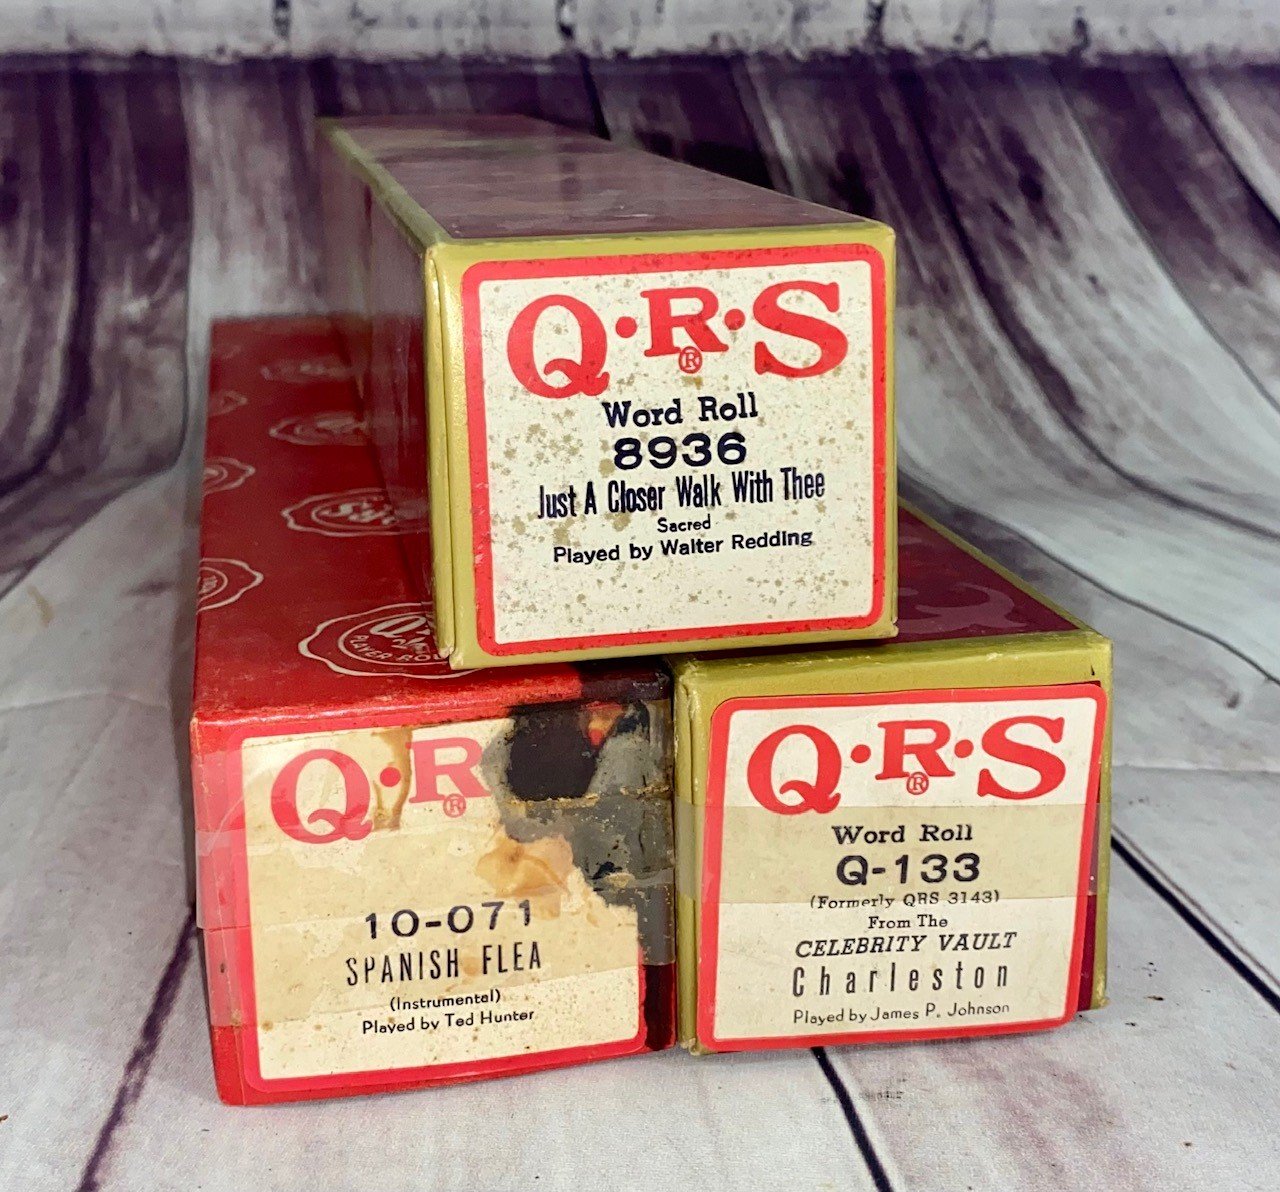 Q·R·S
®
Word Roll
8936
Just A Closer Walk With Thee
Sacred
Played by Walter Redding
Q·R
®
10-071
SPANISH FLEA
(Instrumental)
Played by Ted Hunter
Q·R·S
®
Word Roll
Q-133
(Formerly QRS 3143)
From The
CELEBRITY VAULT
Charleston
Played by James P. Johnson